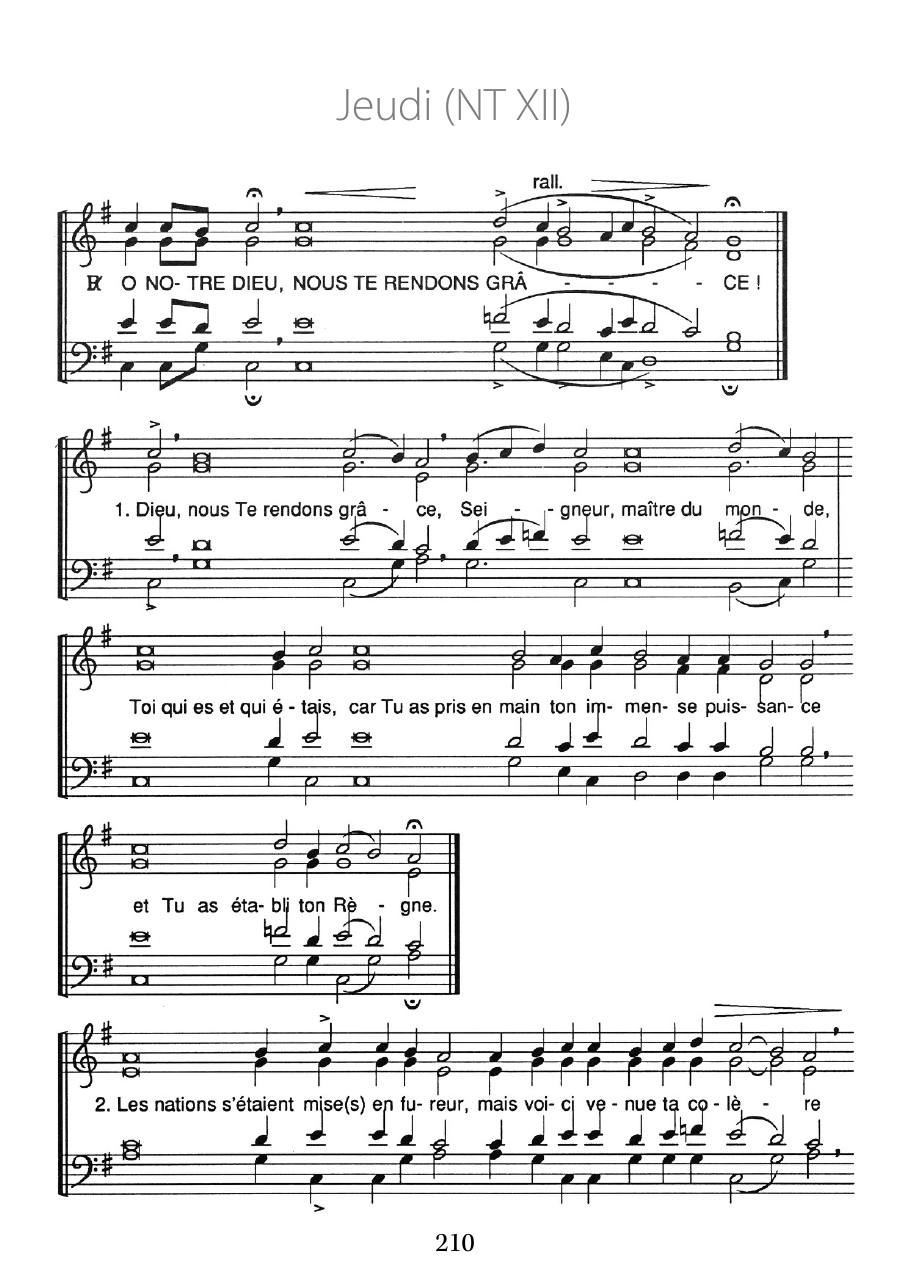 Jeudi (NT XII)
rall.
℟ O NO- TRE DIEU, NOUS TE RENDONS GRÂ - - - - CE !
1. Dieu, nous Te rendons grâ - ce, Sei - - gneur, maître du mon - de,
Toi qui es et qui é - tais, car Tu as pris en main ton im- men- se puis- san- ce
et Tu as éta- bli ton Rè - gne.
2. Les nations s'étaient mise(s) en fu- reur, mais voi- ci ve - nue ta co - lè - re
210